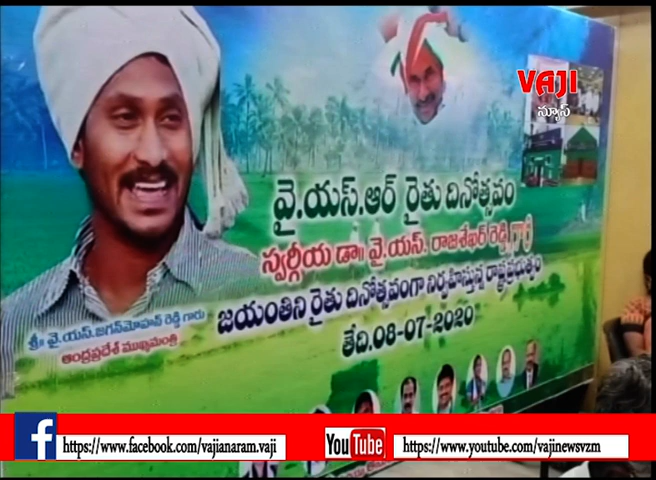 VAJI
న్యూస్
వై.యస్.ఆర్ రైతు దినోత్సవం
స్వర్గీయ డా॥ వై.యస్. రాజశేఖర్ రెడ్డి
జయంతిని రైతు దినోత్సవంగా నిర్వహిస్తున్న రాష్ట్రప్రభుత్వం
తేది.08-07-2020
శ్రీ వై.యస్.జగన్‌మోహన్ రెడ్డి గారు
ఆంధ్రప్రదేశ్ ముఖ్యమంత్రి
f
https://www.facebook.com/vajianaram.vaji
YouTube
https://www.youtube.com/vajinewsvzm